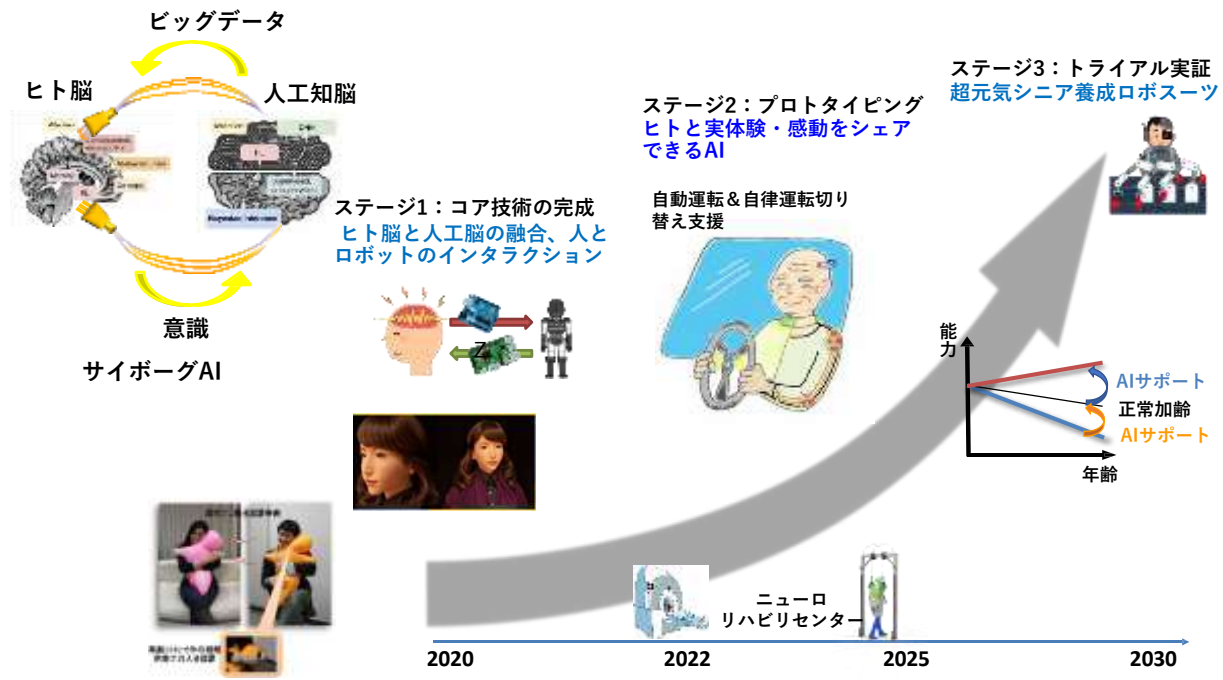 ビッグデータ
ヒト脳
人工知脳
意識
サイボーグAI
ステージ1：コア技術の完成
ヒト脳と人工脳の融合、人と
ロボットのインタラクション
Z
ステージ2：プロトタイピング
ヒトと実体験・感動をシェア
できるAI
自動運転＆自律運転切り
替え支援
ステージ3：トライアル実証
超元気シニア養成ロボスーツ
能
力
AIサポート
正常加齢
AIサポート
年齢
ニューロ
リハビリセンター
2020
2022
2025
2030